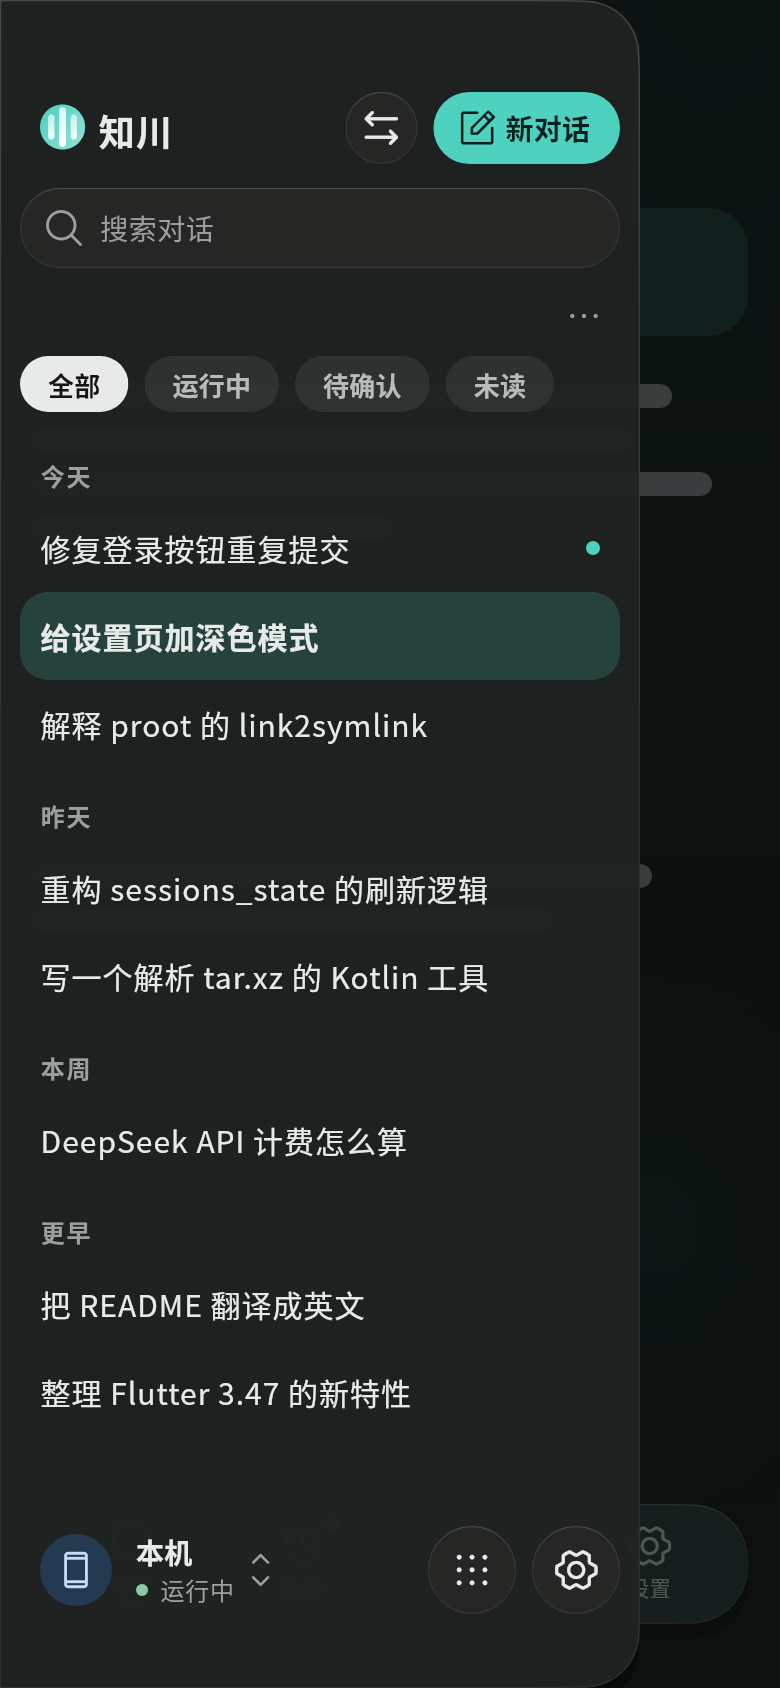 知川
新对话
搜索对话
全部
运行中
待确认
未读
今天
修复登录按钮重复提交
给设置页加深色模式
解释 proot 的 link2symlink
昨天
重构 sessions_state 的刷新逻辑
写一个解析 tar.xz 的 Kotlin 工具
本周
DeepSeek API 计费怎么算
更早
把 README 翻译成英文
整理 Flutter 3.47 的新特性
本机
运行中
设置